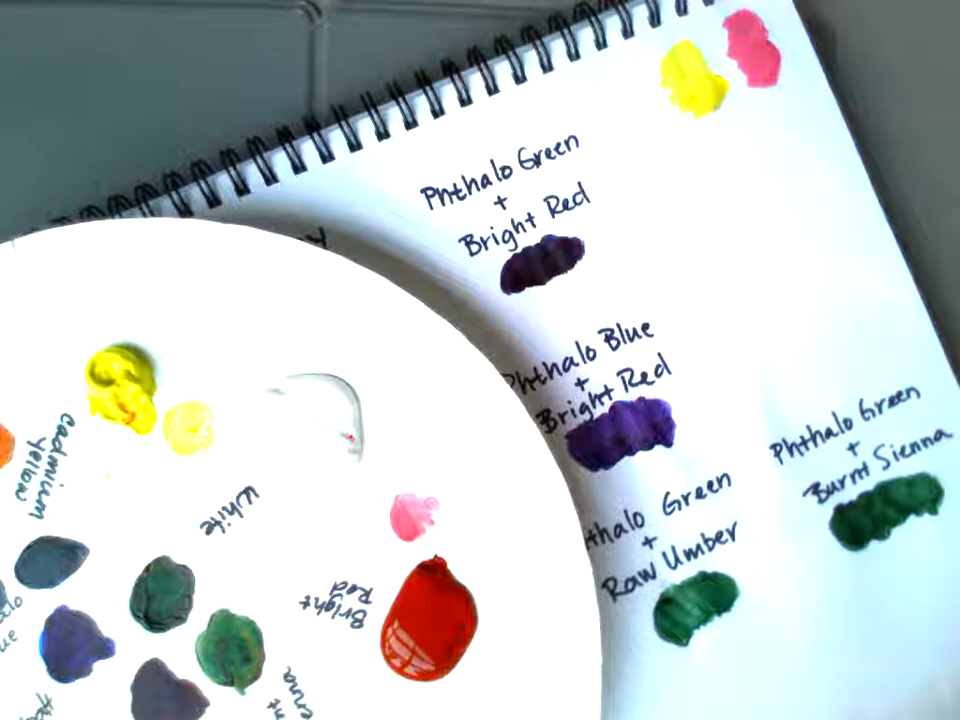 Phthalo Green
+
Bright Red
Phthalo Blue
+
Bright Red
Phthalo Green
+
Burnt Sienna
thalo Green
+
Raw Umber
Cadmium
Yellow
White
Bright
Red